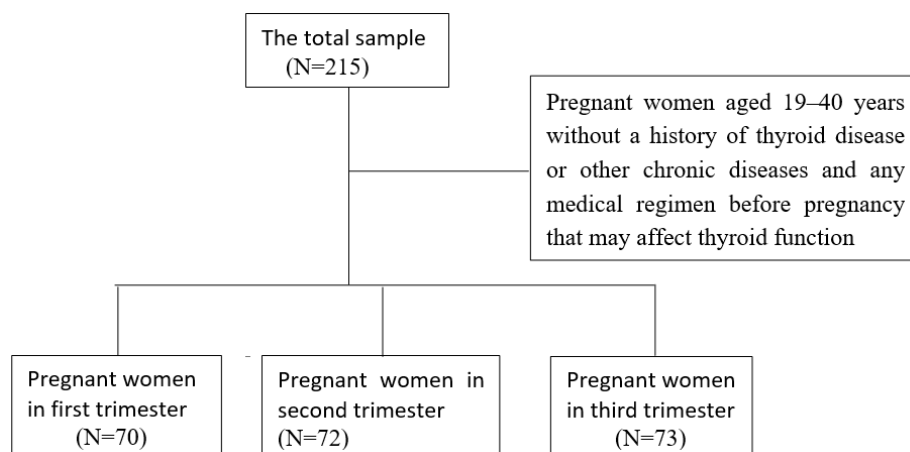 The total sample
(N=215)
Pregnant women aged 19–40 years
without a history of thyroid disease
or other chronic diseases and any
medical regimen before pregnancy
that may affect thyroid function
Pregnant women
in first trimester
(N=70)
Pregnant women in
second trimester
(N=72)
Pregnant women
in third trimester
(N=73)